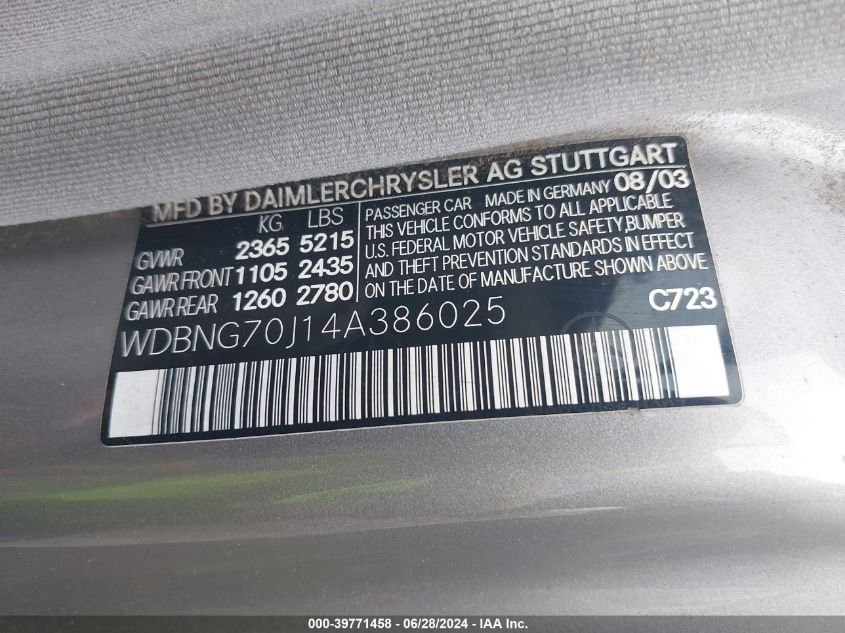 MFD BY DAIMLERCHRYSLER AG STUTTGART
KG LBS
GVWR 2365 5215
GAWR FRONT 1105 2435
GAWR REAR 1260 2780
PASSENGER CAR MADE IN GERMANY 08/03
THIS VEHICLE CONFORMS TO ALL APPLICABLE
U.S. FEDERAL MOTOR VEHICLE SAFETY, BUMPER
AND THEFT PREVENTION STANDARDS IN EFFECT
ON THE DATE OF MANUFACTURE SHOWN ABOVE
WDBNG70J14A386025
C723
000-39771458 - 06/28/2024 - IAA Inc.